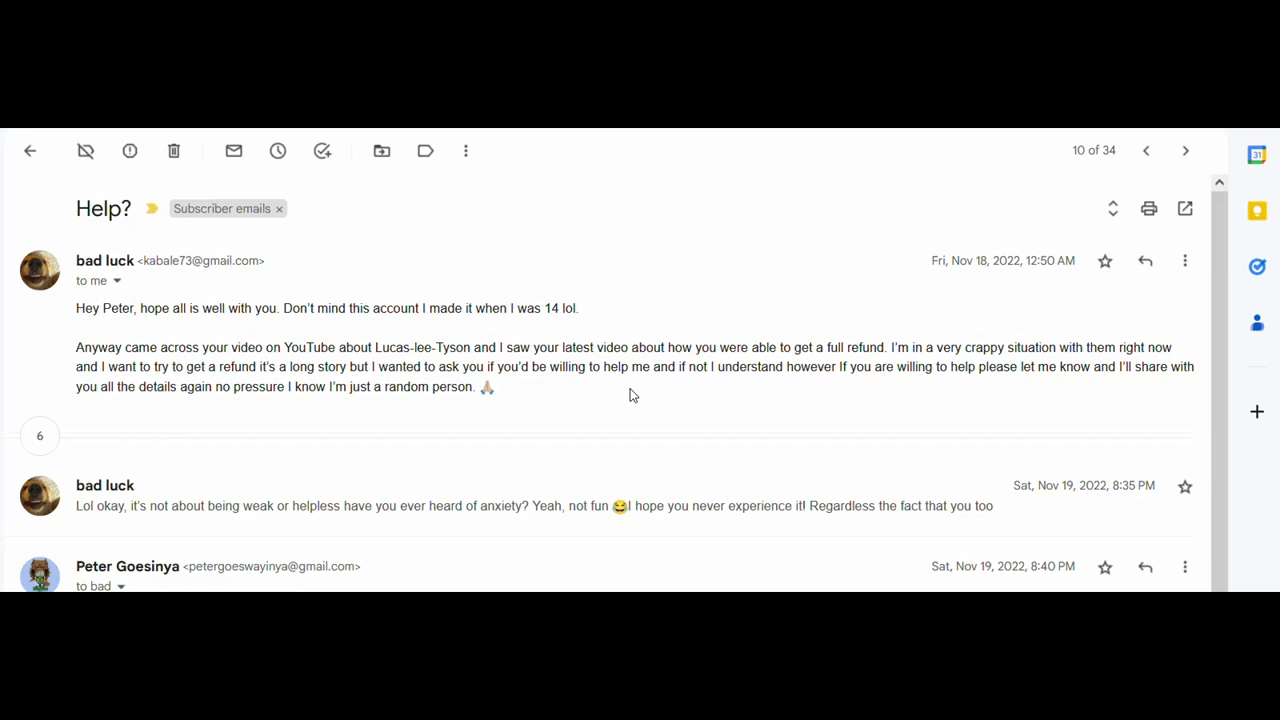 10 of 34
31
Help?
Subscriber emails ×
bad luck <kabale73@gmail.com>
Fri, Nov 18, 2022, 12:50 AM
to me
Hey Peter, hope all is well with you. Don't mind this account I made it when I was 14 lol.
Anyway came across your video on YouTube about Lucas-lee-Tyson and I saw your latest video about how you were able to get a full refund. I'm in a very crappy situation with them right now
and I want to try to get a refund it's a long story but I wanted to ask you if you'd be willing to help me and if not I understand however If you are willing to help please let me know and I'll share with
you all the details again no pressure I know I'm just a random person. 🙏🏼
6
bad luck
Sat, Nov 19, 2022, 8:35 PM
Lol okay, it's not about being weak or helpless have you ever heard of anxiety? Yeah, not fun 😂I hope you never experience it! Regardless the fact that you too
Peter Goesinya <petergoeswayinya@gmail.com>
Sat, Nov 19, 2022, 8:40 PM
to bad